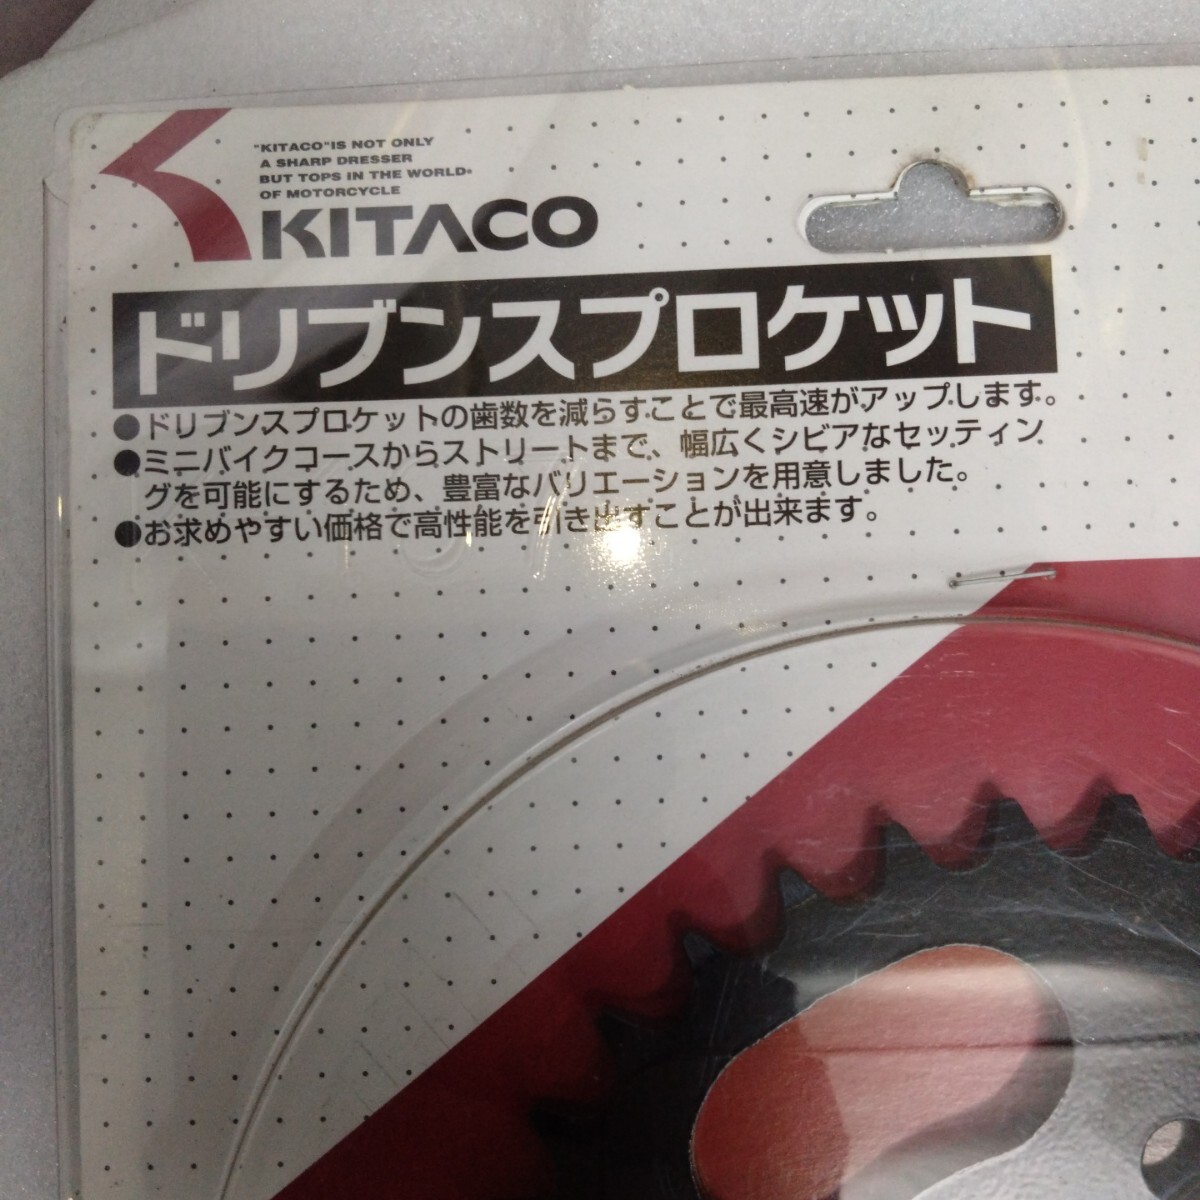 "KITACO"IS NOT ONLY
A SHARP DRESSER
BUT TOPS IN THE WORLD®
OF MOTORCYCLE
KITACO
ドリブンスプロケット
●ドリブンスプロケットの歯数を減らすことで最高速がアップします。
●ミニバイクコースからストリートまで、幅広くシビアなセッティン
グを可能にするため、豊富なバリエーションを用意しました。
●お求めやすい価格で高性能を引き出すことが出来ます。